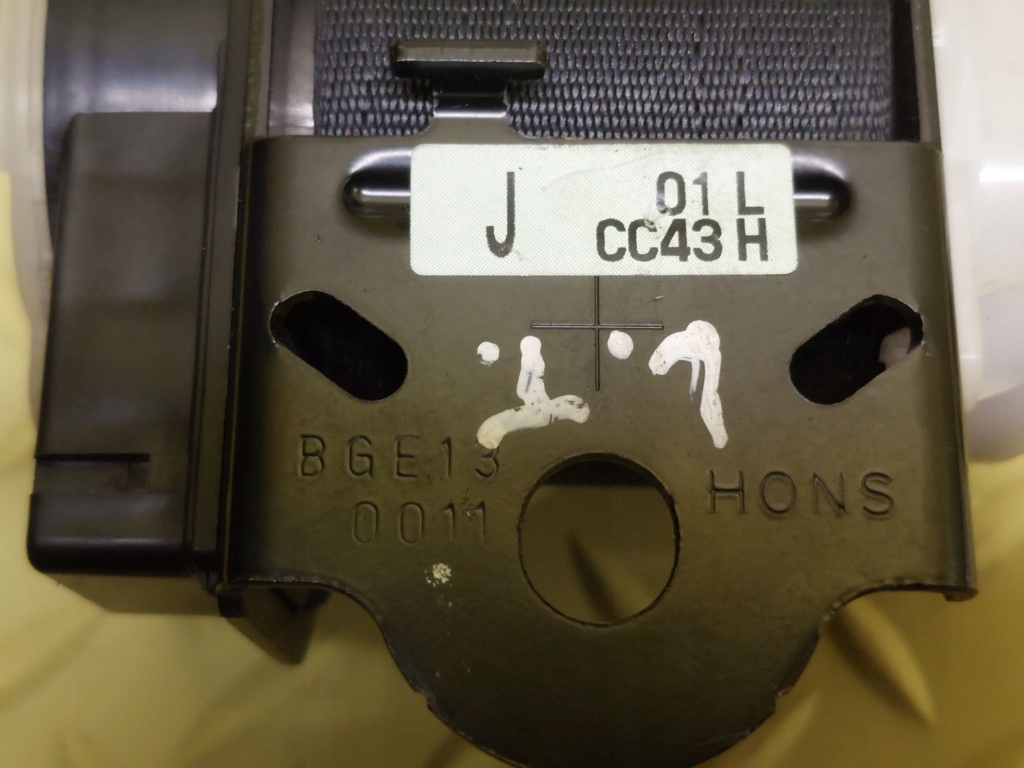 J 01 L
CC43 H
BGE13
0011
HONS